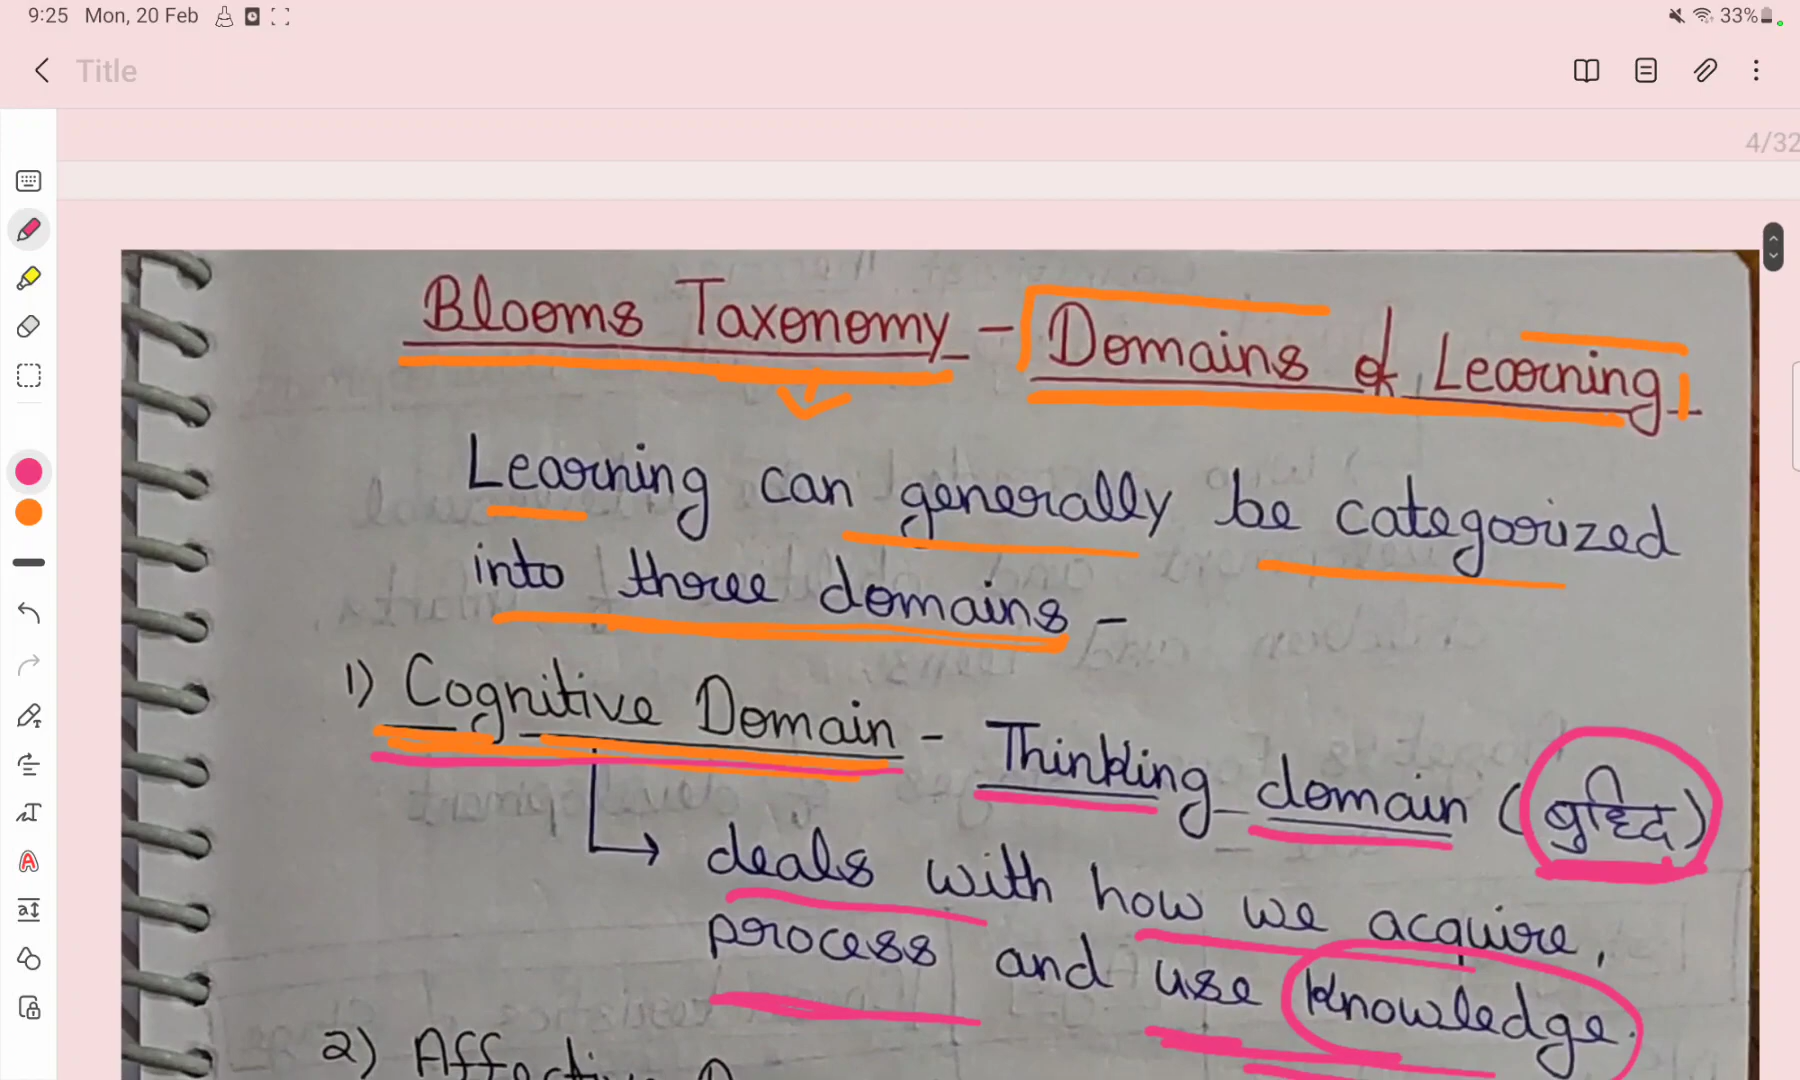 9:25 Mon, 20 Feb
33%
Title
4/32
Blooms Taxonomy - Domains of Learning
Learning can generally be categorized
into three domains -
1) Cognitive Domain - Thinking domain (बुद्धि)
deals with how we acquire,
process and use knowledge.
2) Affective